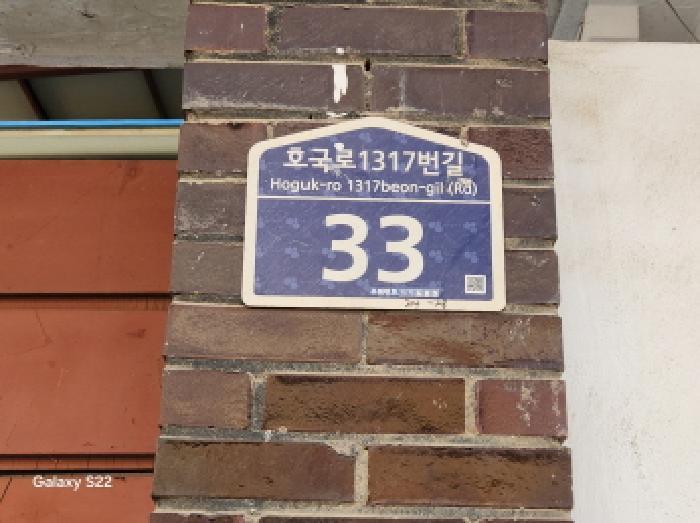 호국로1317번길
Hoguk-ro 1317beon-gil (Rd)
33
Galaxy S22